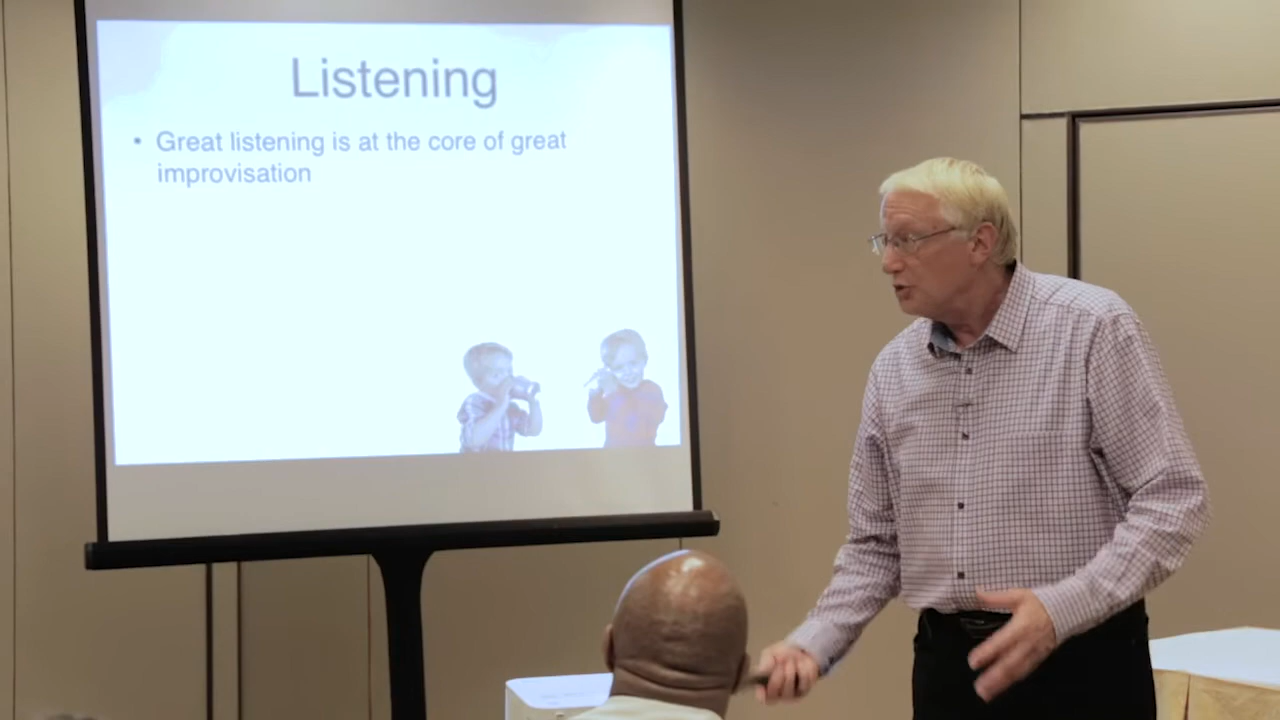 Listening
• Great listening is at the core of great
improvisation